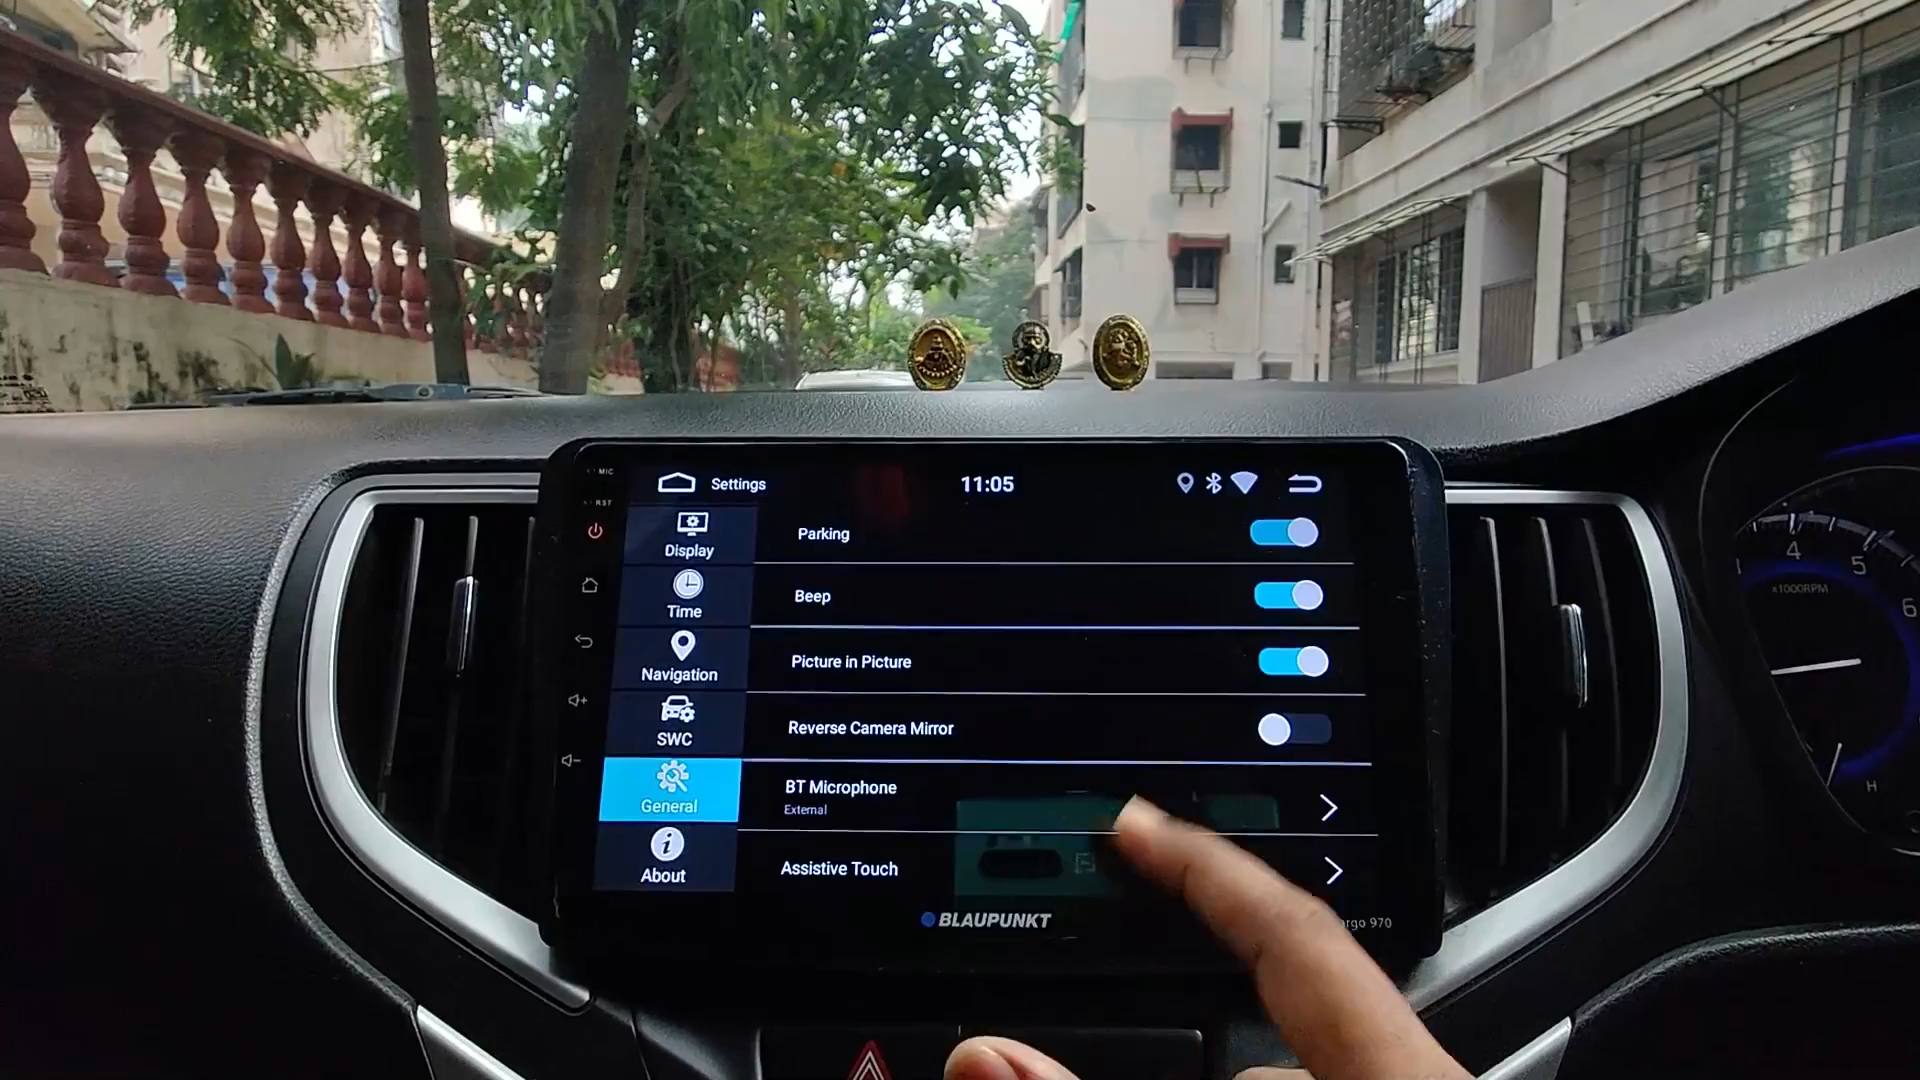 MIC
RST
Settings
11:05
Display
Parking
Time
Beep
Navigation
Picture in Picture
SWC
Reverse Camera Mirror
General
BT Microphone
External
About
Assistive Touch
BLAUPUNKT
970
4
5
6
x1000RPM
H